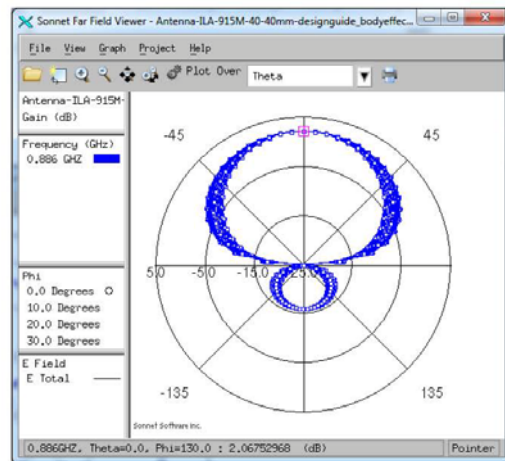 Sonnet Far Field Viewer - Antenna-ILA-915M-40-40mm-designguide_bodyeffec...
File View Graph Project Help
Plot Over Theta
Antenna-ILA-915M-
Gain (dB)
Frequency (GHz)
0.886 GHZ
Phi
0.0 Degrees O
10.0 Degrees
20.0 Degrees
30.0 Degrees
E Field
E Total
-45 45
5.0 -5.0 -15.0 -25.0
-135 135
Sonnet Software Inc.
0.886GHZ, Theta=0.0, Phi=130.0 : 2.06752968 (dB) Pointer